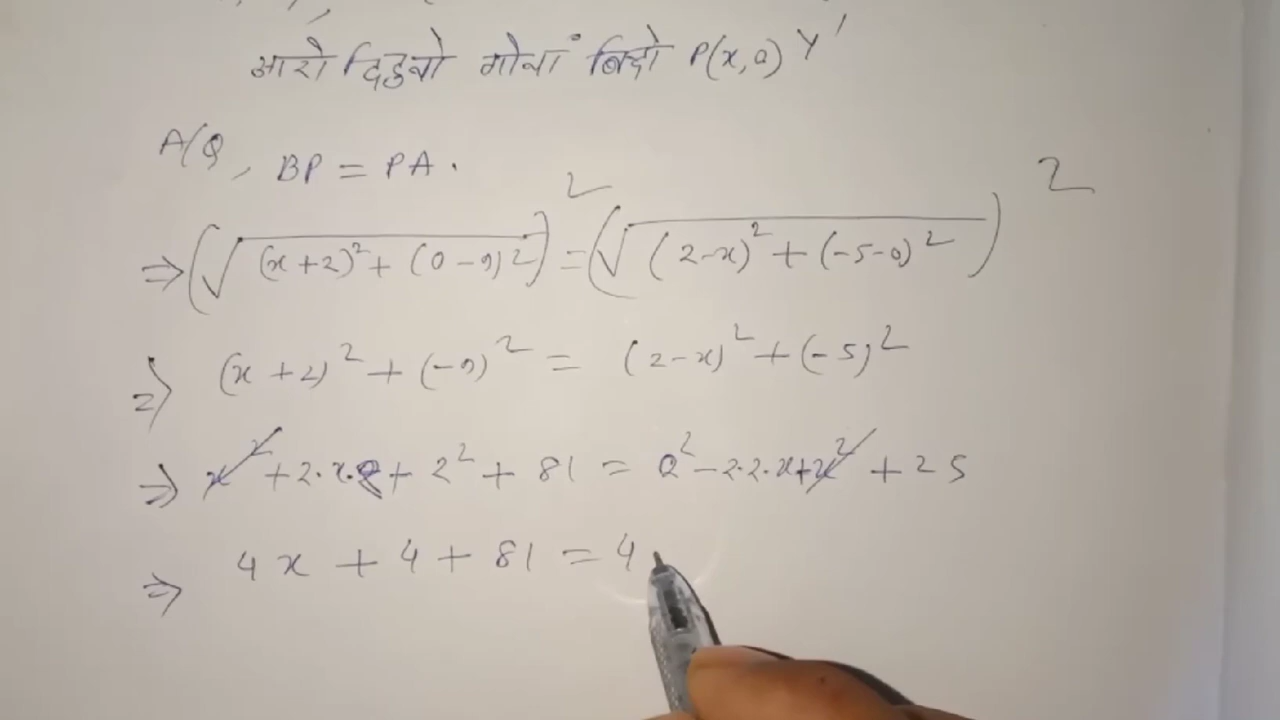 आरो दिहुनो गोनां बिन्दो P(x,0) Y'
A/Q, BP = PA.
⇒ (√(x+2)²+(0-9)²)² = (√(2-x)²+(-5-0)²)²
⇒ (x+2)²+(-9)² = (2-x)²+(-5)²
⇒ x²+2·x·2+2²+81 = 2²-2·2·x+x²+25
⇒ 4x+4+81 = 4